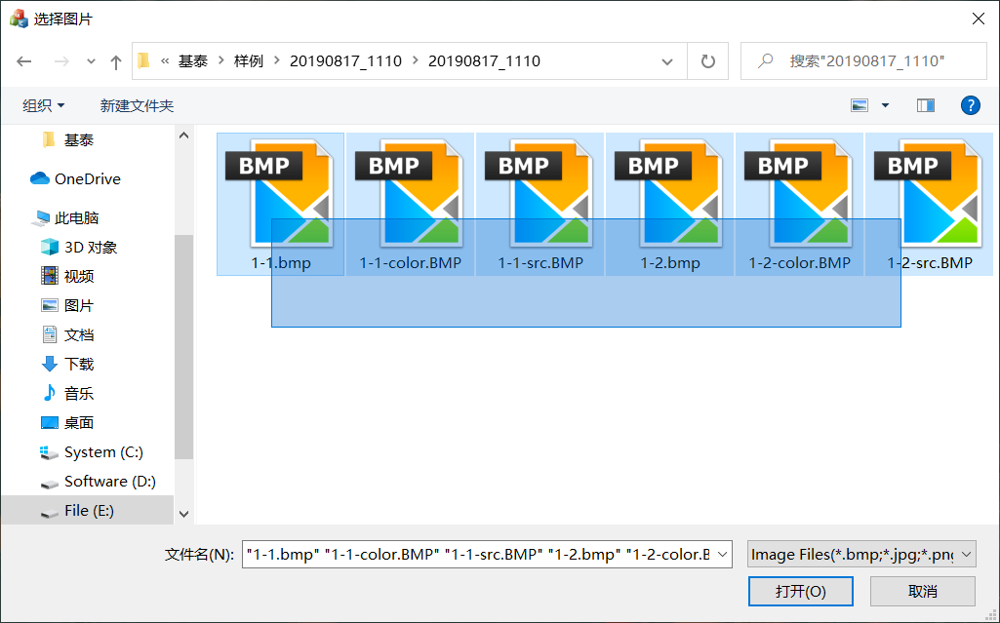 选择图片
« 基泰 › 样例 › 20190817_1110 › 20190817_1110
搜索"20190817_1110"
组织
新建文件夹
?
基泰
OneDrive
此电脑
3D 对象
视频
图片
文档
下载
音乐
桌面
System (C:)
Software (D:)
File (E:)
BMP BMP BMP BMP BMP BMP
1-1.bmp 1-1-color.BMP 1-1-src.BMP 1-2.bmp 1-2-color.BMP 1-2-src.BMP
文件名(N): "1-1.bmp" "1-1-color.BMP" "1-1-src.BMP" "1-2.bmp" "1-2-color.B
Image Files(*.bmp;*.jpg;*.png
打开(O) 取消